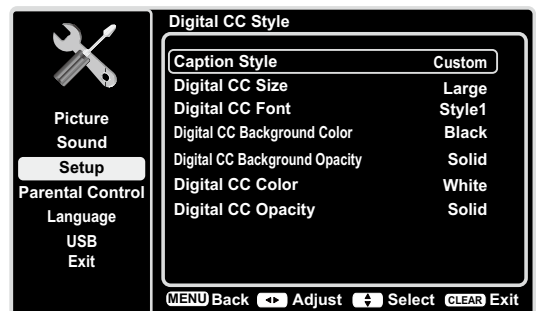 Digital CC Style
Picture
Sound
Setup
Parental Control
Language
USB
Exit
Caption Style Custom
Digital CC Size Large
Digital CC Font Style1
Digital CC Background Color Black
Digital CC Background Opacity Solid
Digital CC Color White
Digital CC Opacity Solid
MENU Back Adjust Select CLEAR Exit